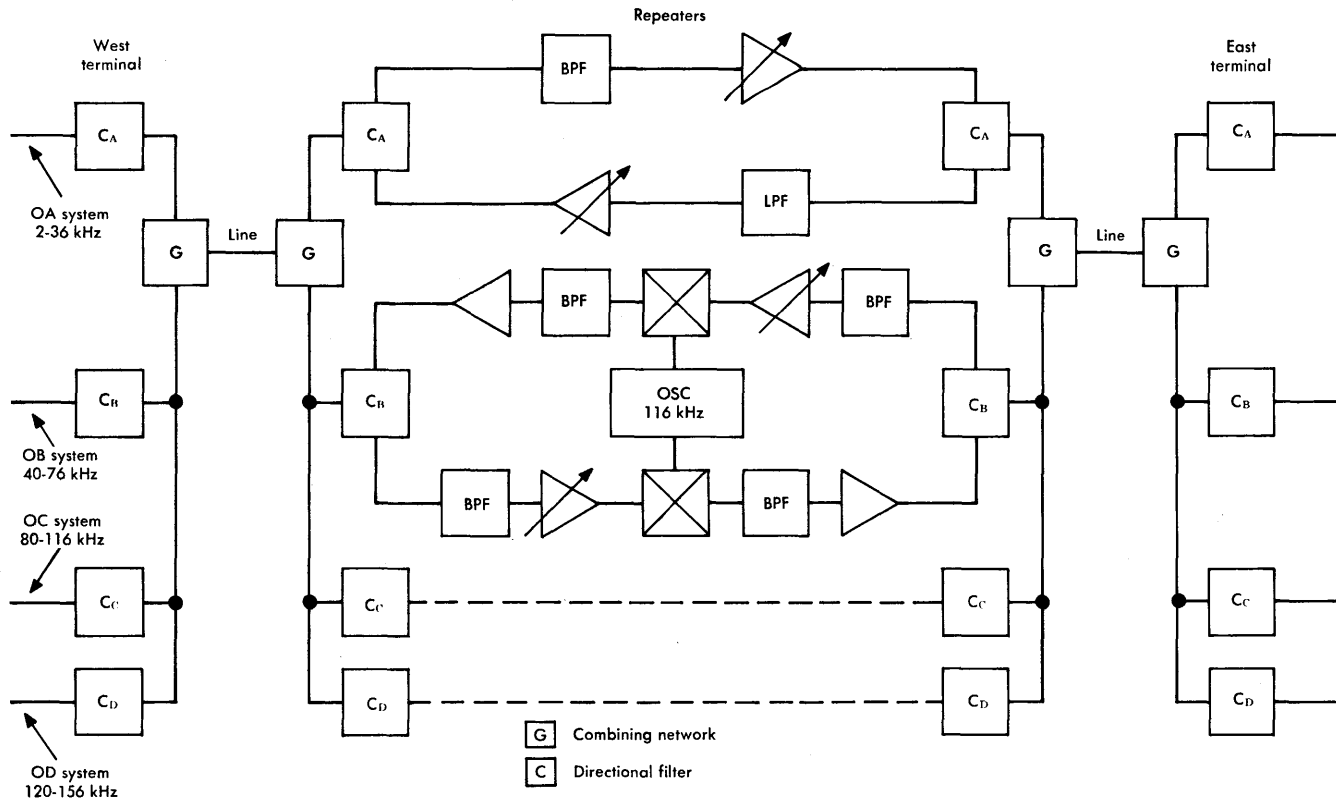 Repeaters
West
terminal
East
terminal
BPF
CA
CA
CA
CA
LPF
OA system
2-36 kHz
G
Line
G
G
Line
G
BPF
BPF
CB
CB
OSC
116 kHz
CB
CB
OB system
40-76 kHz
BPF
BPF
OC system
80-116 kHz
CC
CC
CC
CC
CD
CD
CD
CD
G Combining network
C Directional filter
OD system
120-156 kHz